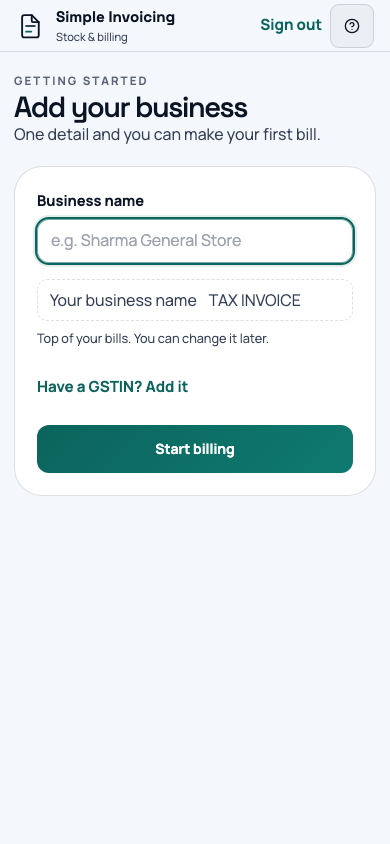 Simple Invoicing
Stock & billing
Sign out
GETTING STARTED
Add your business
One detail and you can make your first bill.
Business name
e.g. Sharma General Store
Your business name TAX INVOICE
Top of your bills. You can change it later.
Have a GSTIN? Add it
Start billing